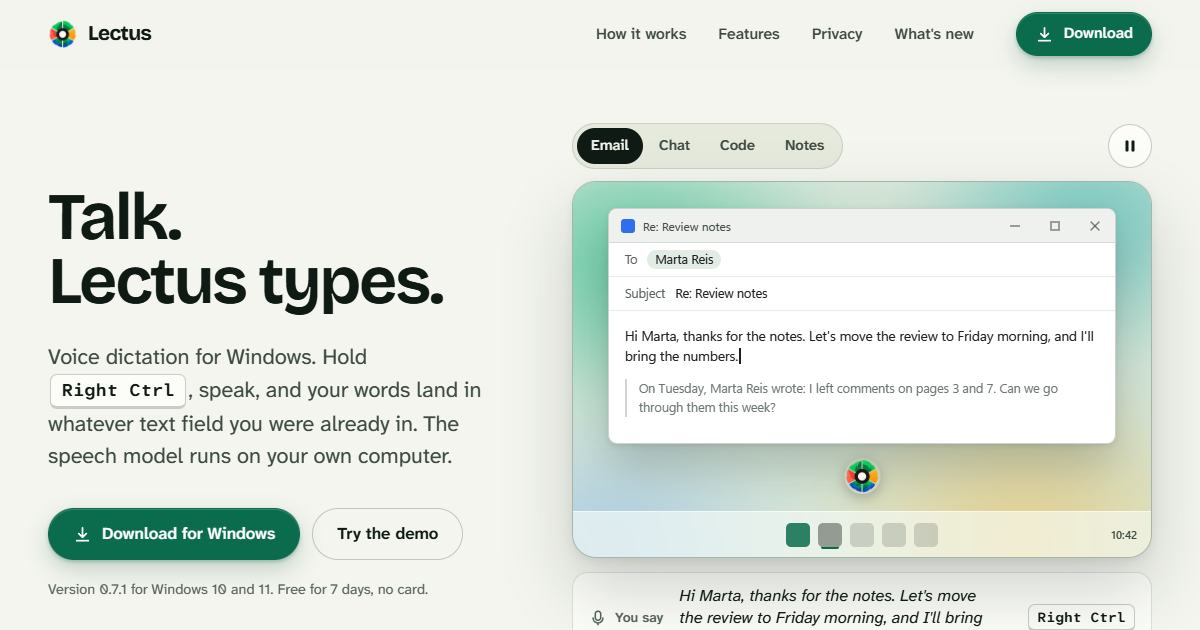 Lectus
How it works
Features
Privacy
What's new
Download
Talk.
Lectus types.
Voice dictation for Windows. Hold
Right Ctrl, speak, and your words land in
whatever text field you were already in. The
speech model runs on your own computer.
Download for Windows
Try the demo
Version 0.7.1 for Windows 10 and 11. Free for 7 days, no card.
Email
Chat
Code
Notes
Re: Review notes
To Marta Reis
Subject Re: Review notes
Hi Marta, thanks for the notes. Let's move the review to Friday morning, and I'll
bring the numbers.
On Tuesday, Marta Reis wrote: I left comments on pages 3 and 7. Can we go
through them this week?
10:42
You say
Hi Marta, thanks for the notes. Let's move
the review to Friday morning, and I'll bring
Right Ctrl